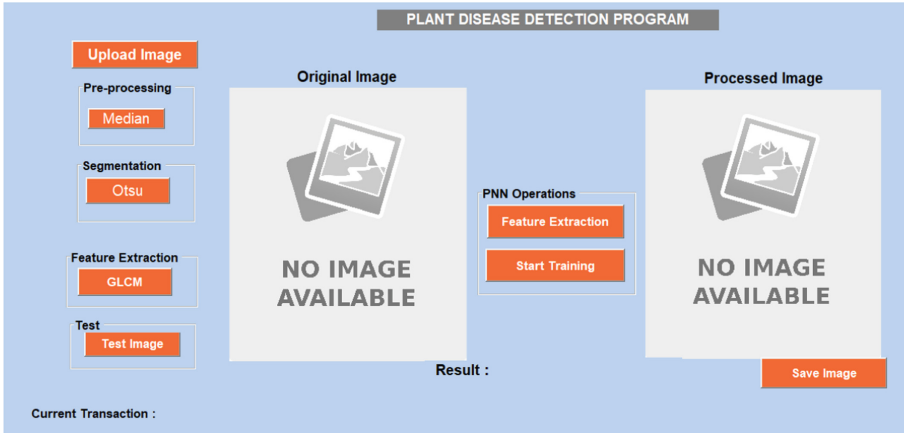 PLANT DISEASE DETECTION PROGRAM
Upload Image
Pre-processing
Median
Segmentation
Otsu
Feature Extraction
GLCM
Test
Test Image
Original Image
NO IMAGE
AVAILABLE
PNN Operations
Feature Extraction
Start Training
Result :
Processed Image
NO IMAGE
AVAILABLE
Save Image
Current Transaction :